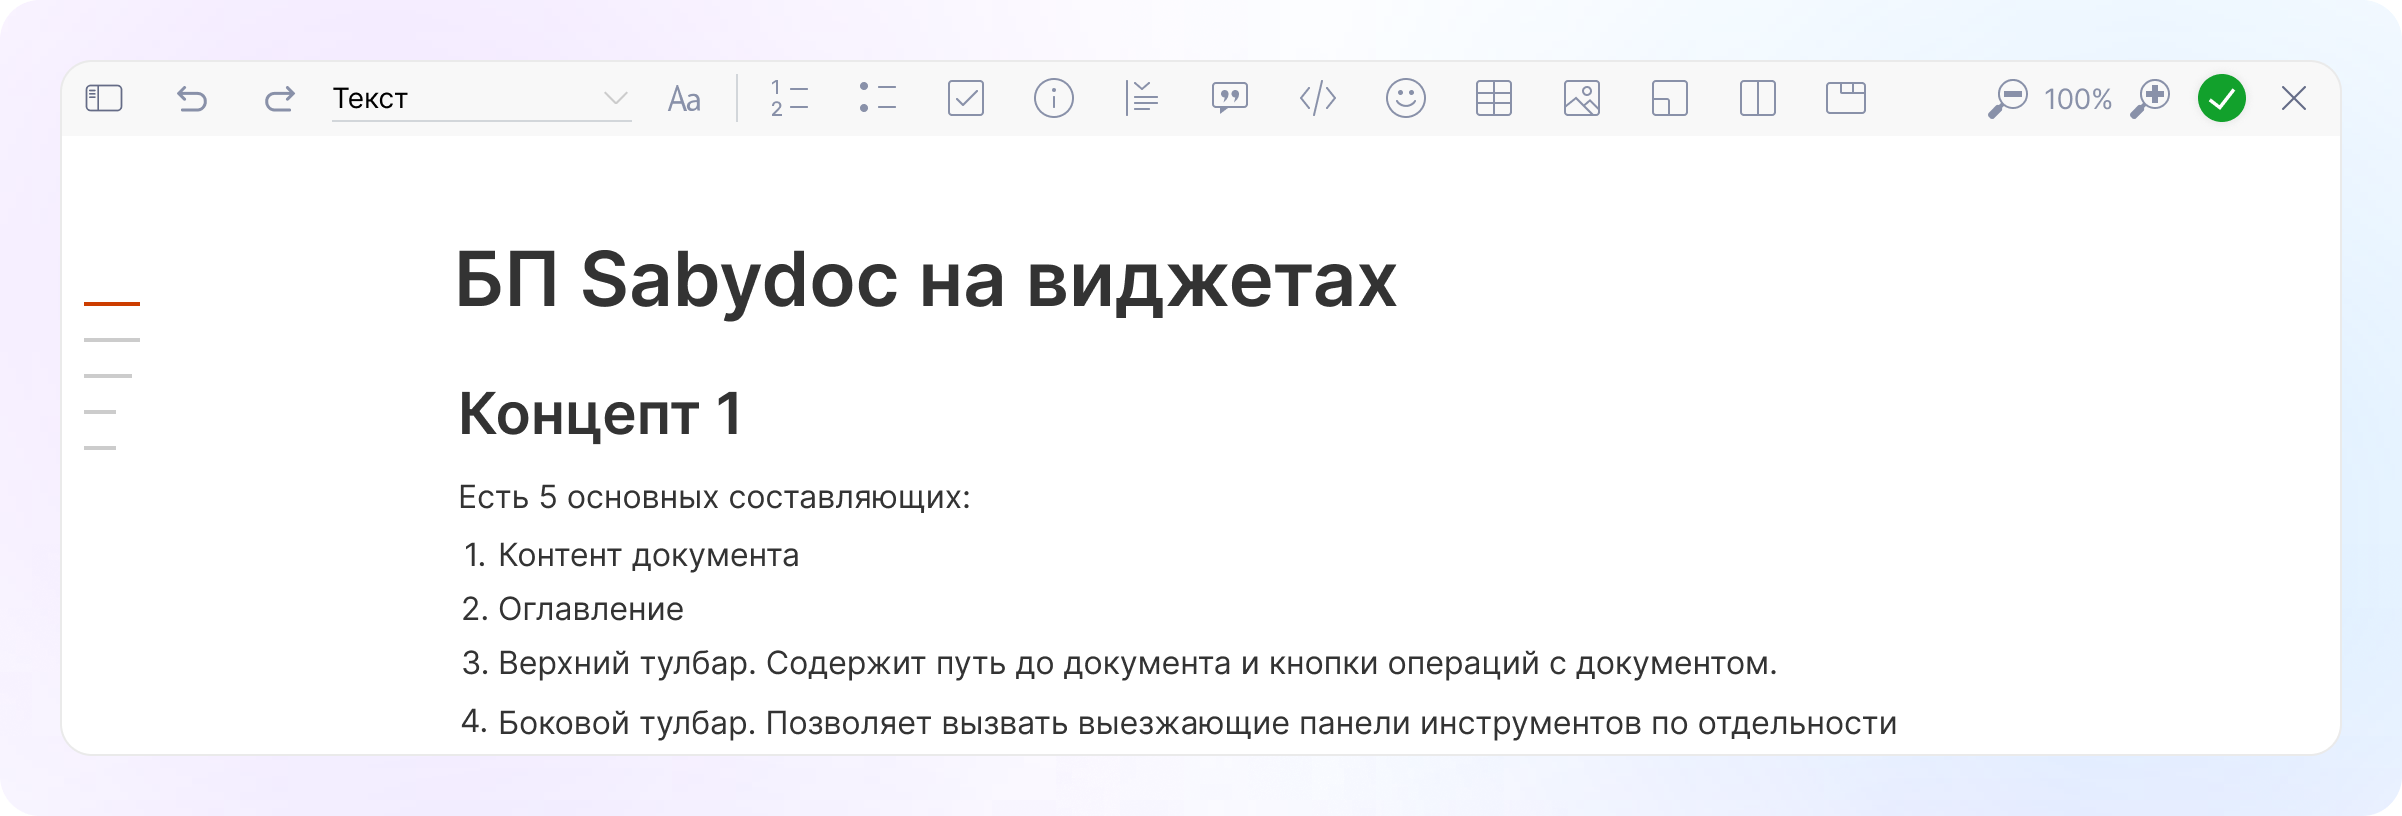 Текст Aa 1 2 100%
БП Sabydoc на виджетах
Концепт 1
Есть 5 основных составляющих:
1. Контент документа
2. Оглавление
3. Верхний тулбар. Содержит путь до документа и кнопки операций с документом.
4. Боковой тулбар. Позволяет вызвать выезжающие панели инструментов по отдельности